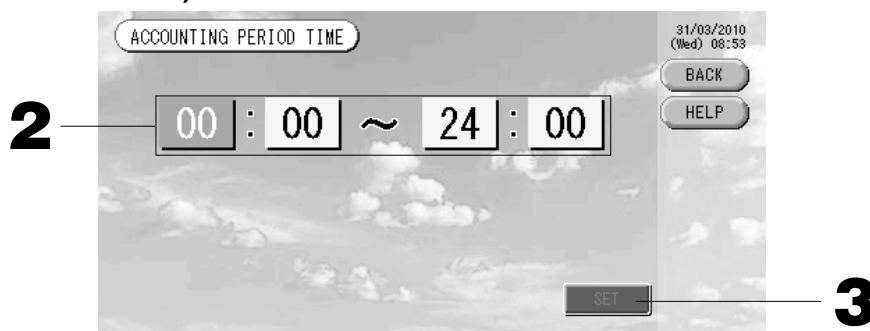 ACCOUNTING PERIOD TIME
31/03/2010
(Wed) 08:53
BACK
HELP
2
00 : 00 ~ 24 : 00
SET
3